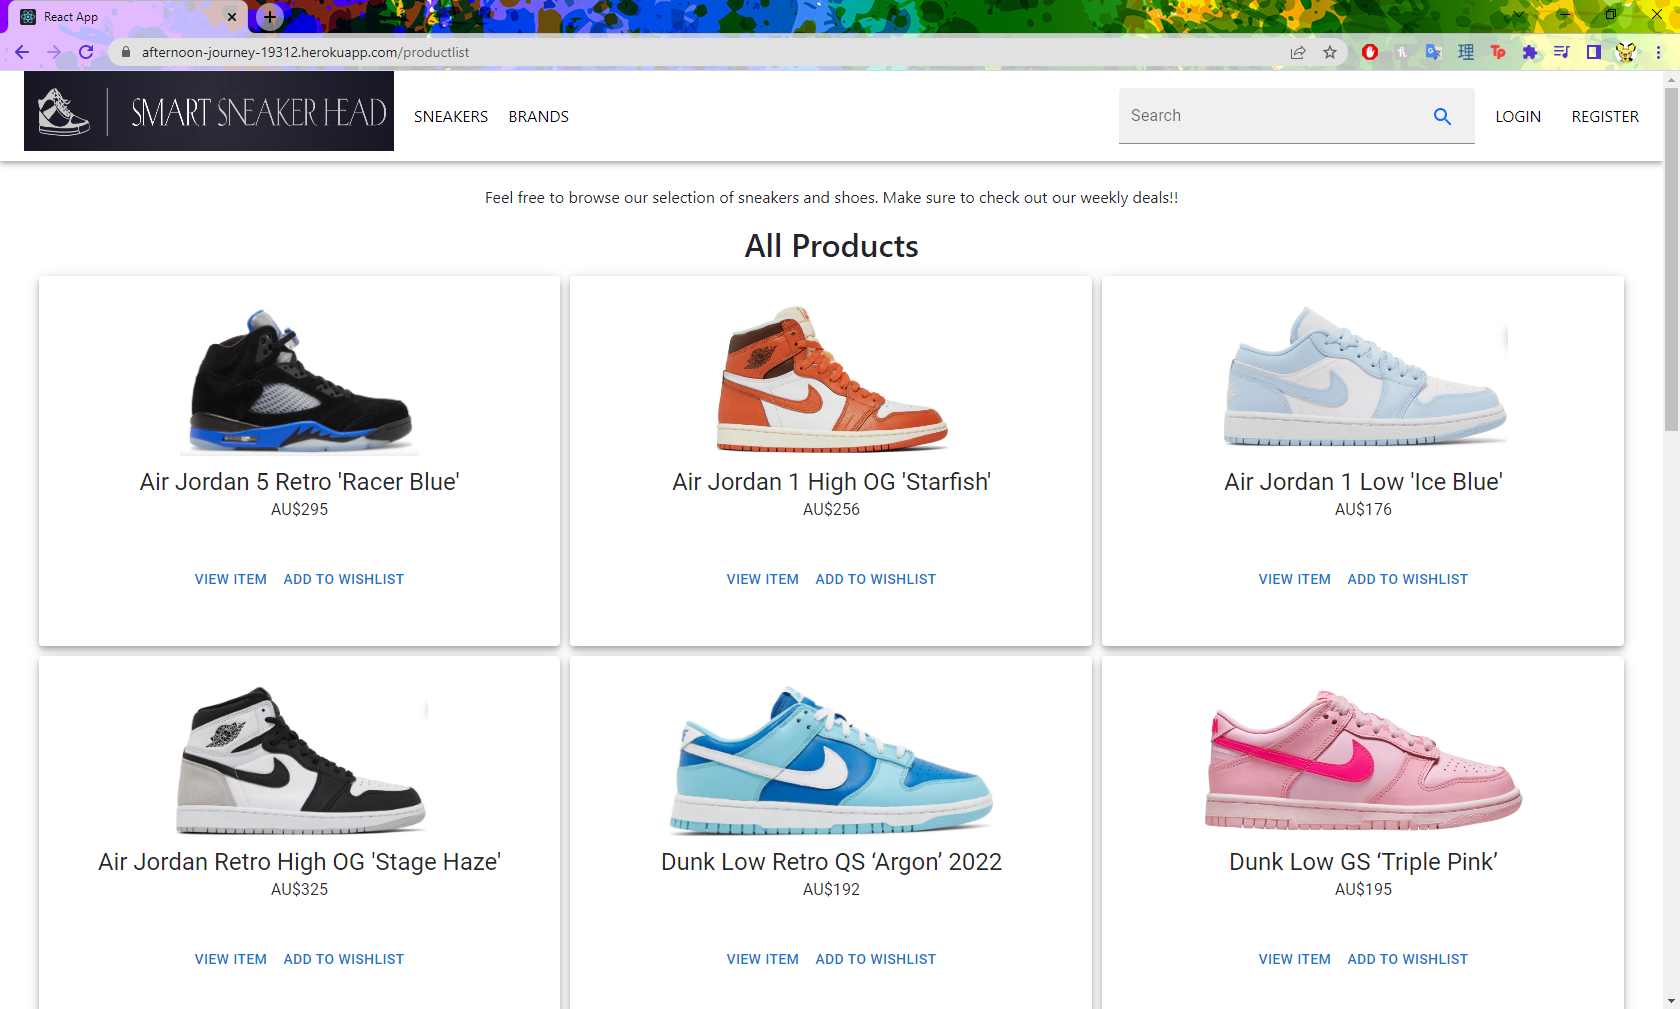 React App
afternoon-journey-19312.herokuapp.com/productlist
SMART SNEAKER HEAD
SNEAKERS
BRANDS
Search
LOGIN
REGISTER
Feel free to browse our selection of sneakers and shoes. Make sure to check out our weekly deals!!
All Products
Air Jordan 5 Retro 'Racer Blue'
AU$295
VIEW ITEM
ADD TO WISHLIST
Air Jordan 1 High OG 'Starfish'
AU$256
VIEW ITEM
ADD TO WISHLIST
Air Jordan 1 Low 'Ice Blue'
AU$176
VIEW ITEM
ADD TO WISHLIST
Air Jordan Retro High OG 'Stage Haze'
AU$325
VIEW ITEM
ADD TO WISHLIST
Dunk Low Retro QS ‘Argon’ 2022
AU$192
VIEW ITEM
ADD TO WISHLIST
Dunk Low GS ‘Triple Pink’
AU$195
VIEW ITEM
ADD TO WISHLIST